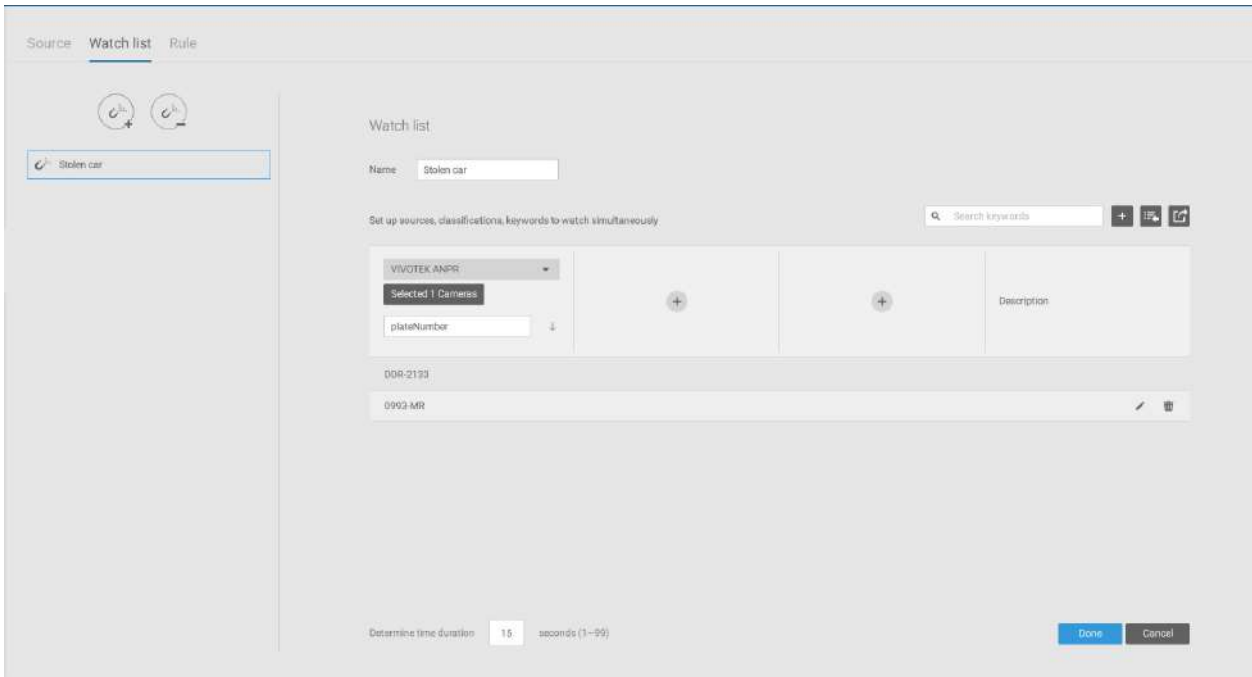 Source Watch list Rule
Stolen car
Watch list
Name Stolen car
Set up sources, classifications, keywords to watch simultaneously
Search keywords
VIVOTEK ANPR
Selected 1 Cameras
plateNumber
Description
DDR-2133
0993-MR
Determine time duration 15 seconds (1~99)
Done Cancel